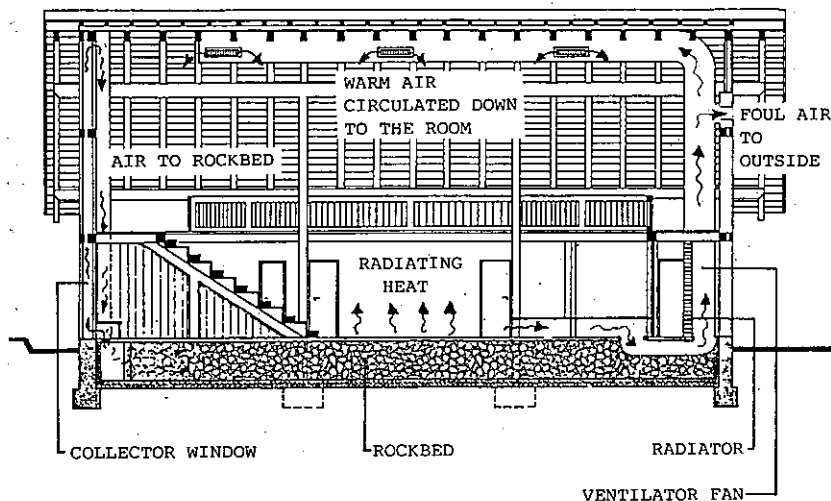 WARM AIR
CIRCULATED DOWN
TO THE ROOM
FOUL AIR
TO
OUTSIDE
AIR TO ROCKBED
RADIATING
HEAT
COLLECTOR WINDOW
ROCKBED
RADIATOR
VENTILATOR FAN